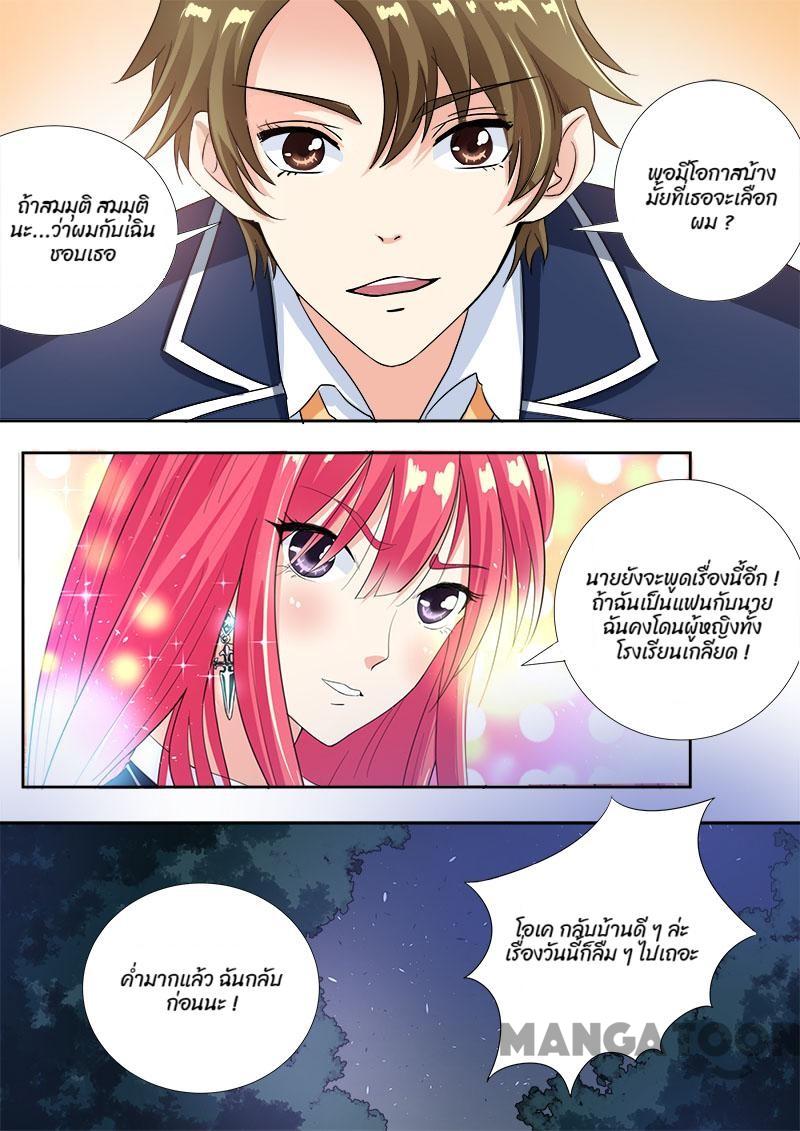 ถ้าสมมุติ สมมุติ
นะ...ว่าผมกับเฉิน
ชอบเธอ
พอมีโอกาสบ้าง
มั้ยที่เธอจะเลือก
ผม ?
นายยังจะพูดเรื่องนี้อีก !
ถ้าฉันเป็นแฟนกับนาย
ฉันคงโดนผู้หญิงทั้ง
โรงเรียนเกลียด !
ค่ำมากแล้ว ฉันกลับ
ก่อนนะ !
โอเค กลับบ้านดี ๆ ล่ะ
เรื่องวันนี้ก็ลืม ๆ ไปเถอะ
MANGATOON